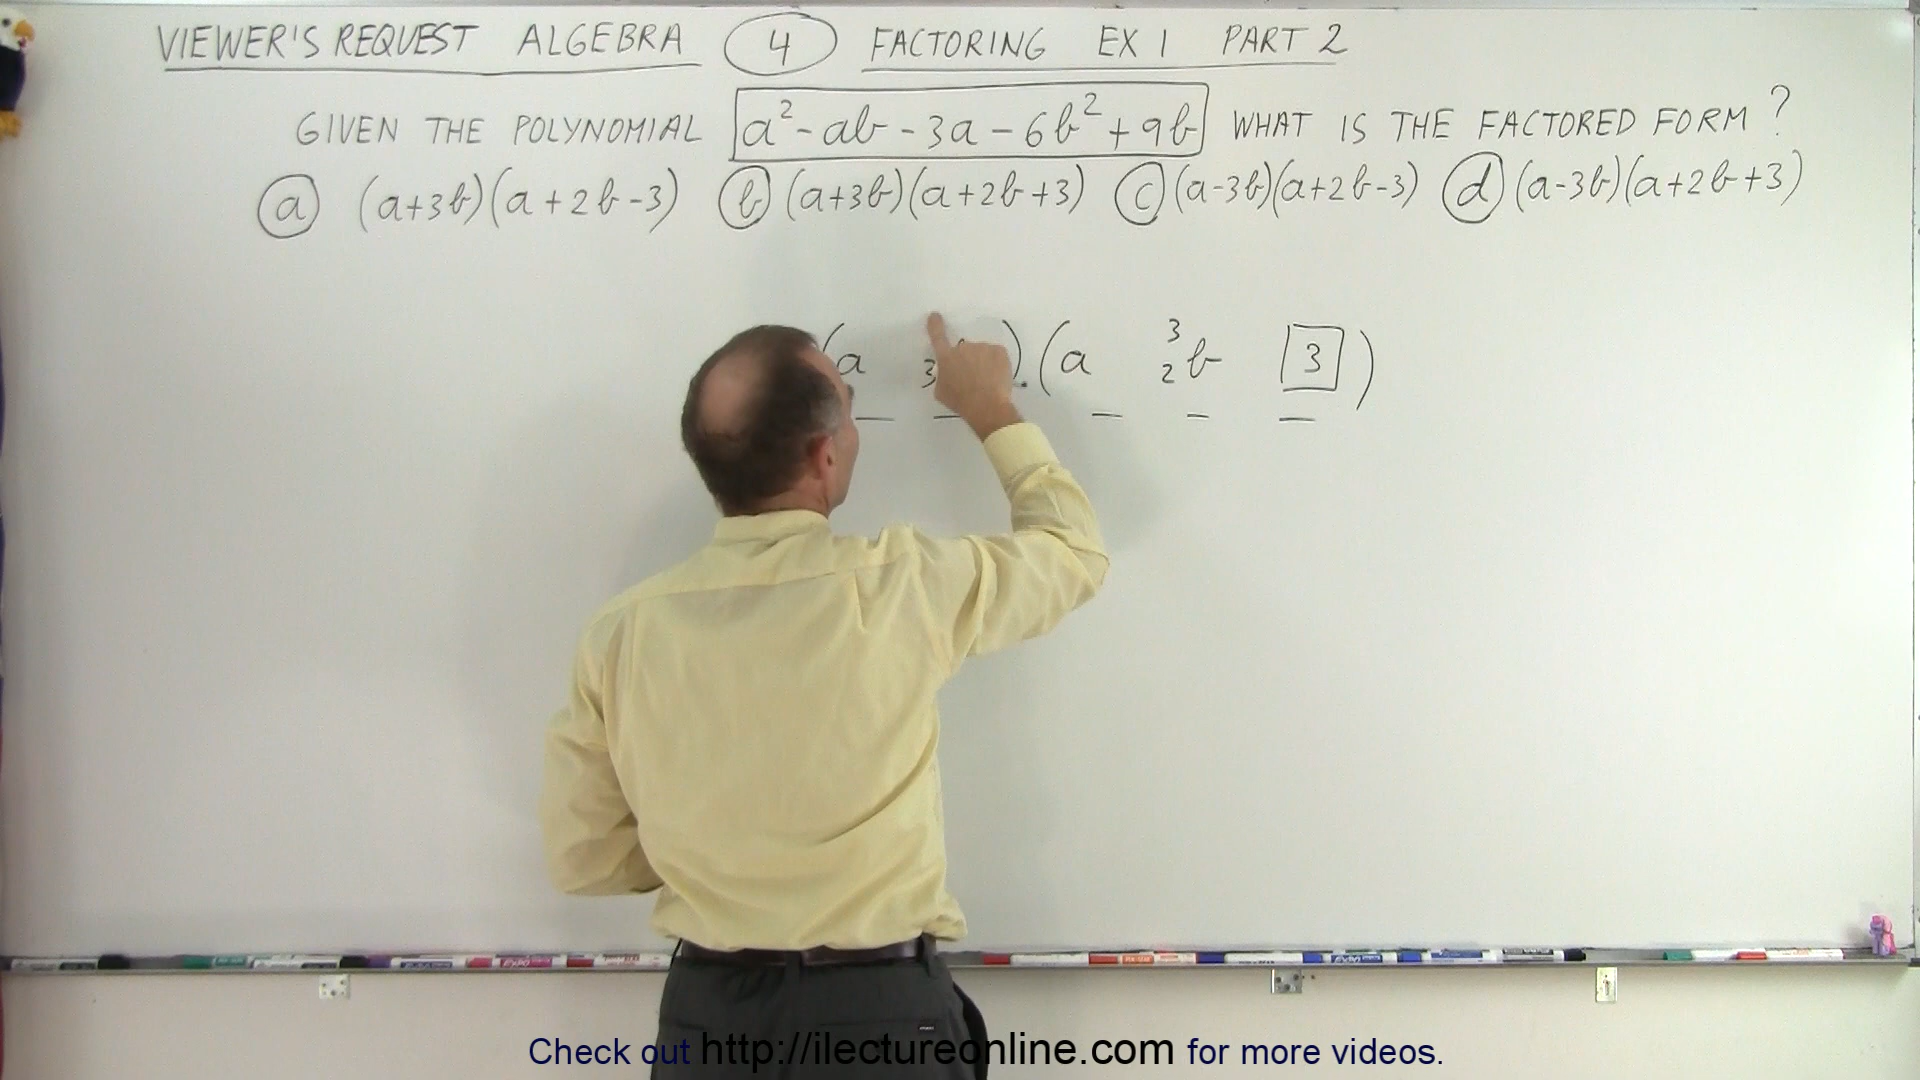 VIEWER'S REQUEST ALGEBRA 4 FACTORING EX 1 PART 2
GIVEN THE POLYNOMIAL a²-ab-3a-6b²+9b WHAT IS THE FACTORED FORM?
a (a+3b)(a+2b-3) b (a+3b)(a+2b+3) c (a-3b)(a+2b-3) d (a-3b)(a+2b+3)
(a 3 )(a 3 2 b 3 )
Check out http://ilectureonline.com for more videos.